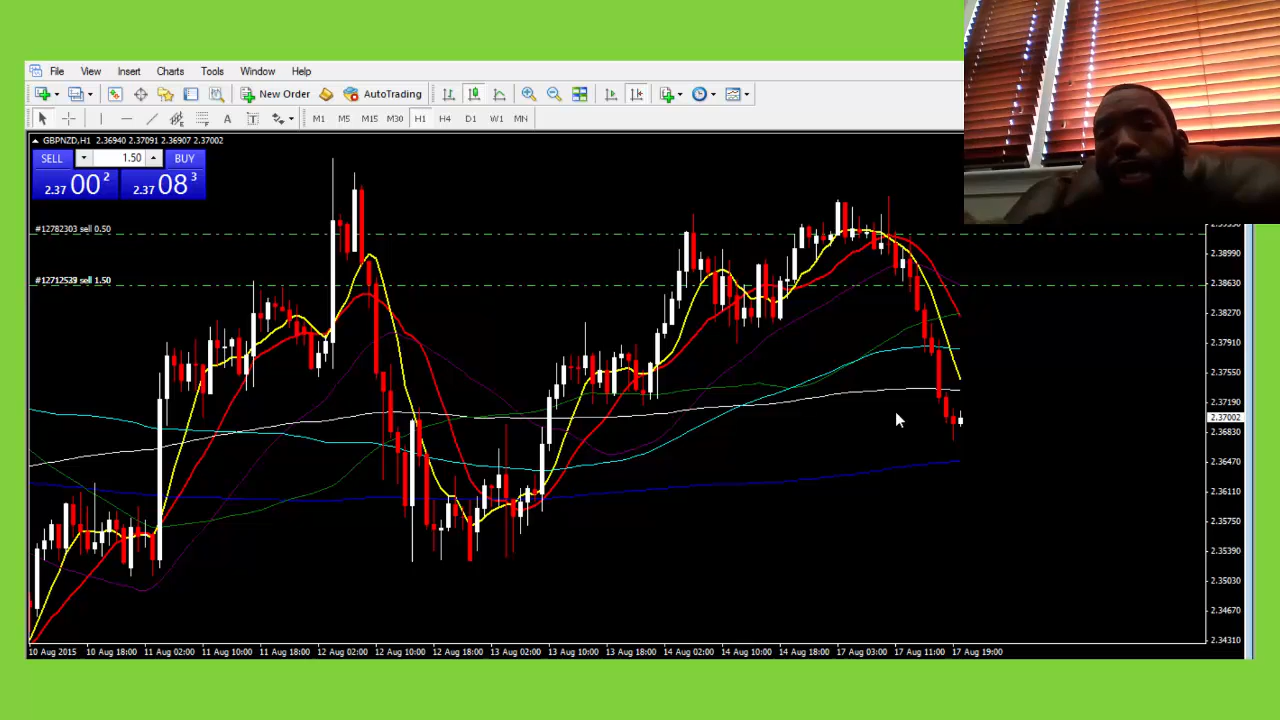 File View Insert Charts Tools Window Help
New Order AutoTrading
M1 M5 M15 M30 H1 H4 D1 W1 MN
GBPNZD,H1 2.36940 2.37091 2.36907 2.37002
SELL 1.50 BUY
2.37 00 2 2.37 08 3
#12782303 sell 0.50
2.38990
#12712539 sell 1.50
2.38630
2.38270
2.37910
2.37550
2.37190
2.37002
2.36830
2.36470
2.36110
2.35750
2.35390
2.35030
2.34670
2.34310
10 Aug 2015 10 Aug 18:00 11 Aug 02:00 11 Aug 10:00 11 Aug 18:00 12 Aug 02:00 12 Aug 10:00 12 Aug 18:00 13 Aug 02:00 13 Aug 10:00 13 Aug 18:00 14 Aug 02:00 14 Aug 10:00 14 Aug 18:00 17 Aug 03:00 17 Aug 11:00 17 Aug 19:00